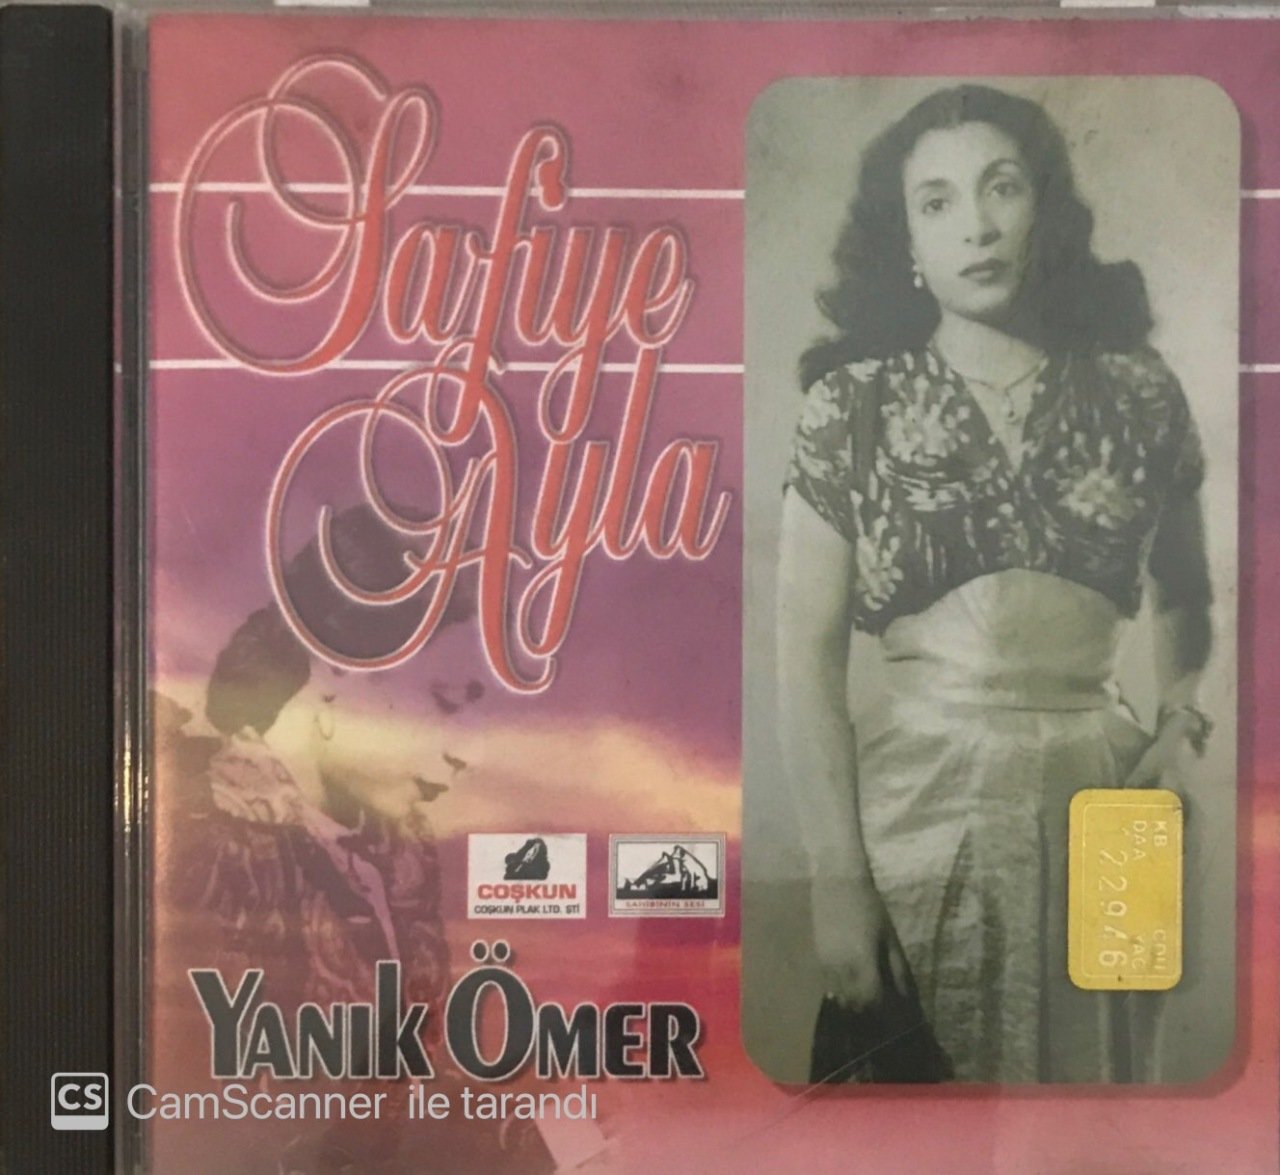 Safiye
Ayla
COŞKUN
COŞKUN PLAK LTD. ŞTİ
SAHİBİNİN SESİ
KB
DAA
22946
YANIK ÖMER
CS CamScanner ile tarandı